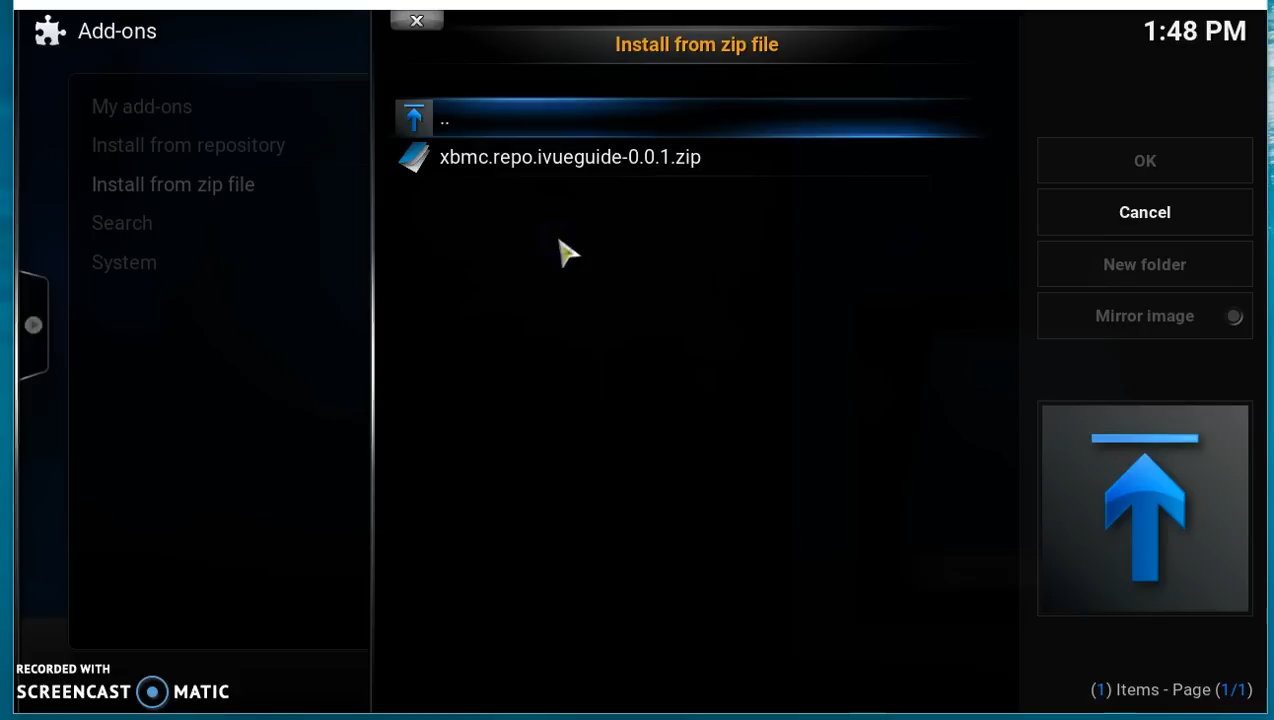 Add-ons
My add-ons
Install from repository
Install from zip file
Search
System
x
Install from zip file
..
xbmc.repo.ivueguide-0.0.1.zip
1:48 PM
OK
Cancel
New folder
Mirror image
(1) Items - Page (1/1)
RECORDED WITH
SCREENCAST MATIC